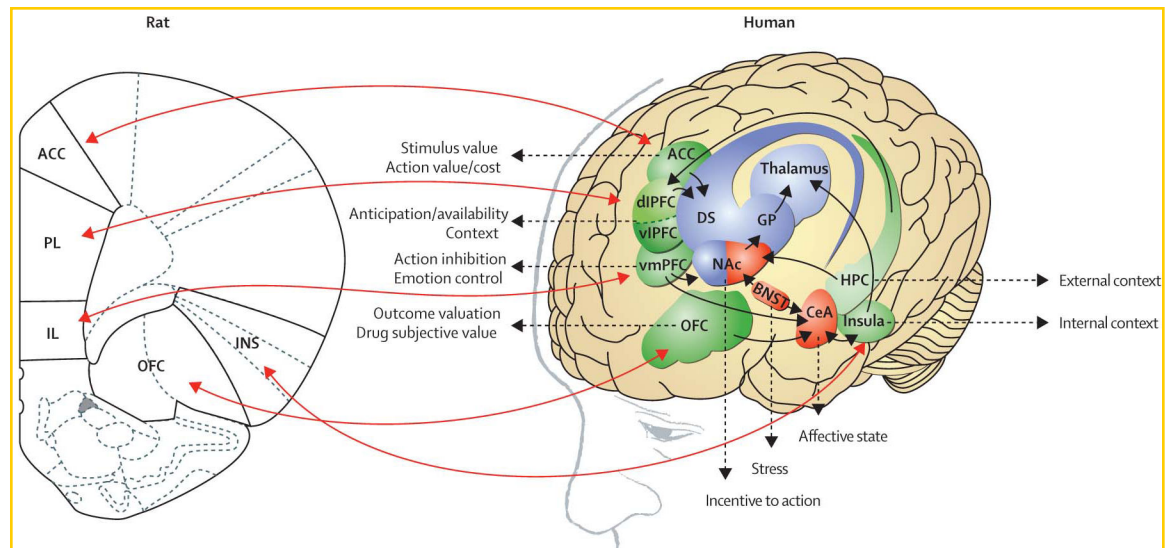 Rat
Human
ACC
PL
IL
OFC
INS
Stimulus value
Action value/cost
Anticipation/availability
Context
Action inhibition
Emotion control
Outcome valuation
Drug subjective value
ACC
dlPFC
vlPFC
vmPFC
OFC
DS
GP
Thalamus
NAc
BNST
CeA
HPC
Insula
External context
Internal context
Affective state
Stress
Incentive to action